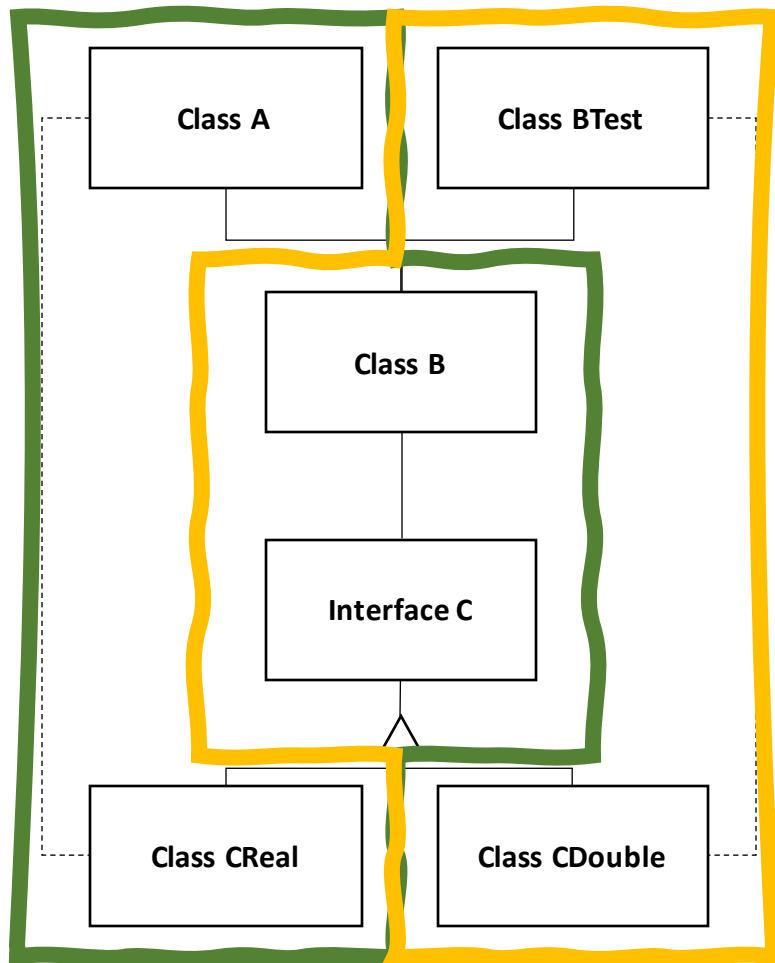 Class A
Class BTest
Class B
Interface C
Class CReal
Class CDouble